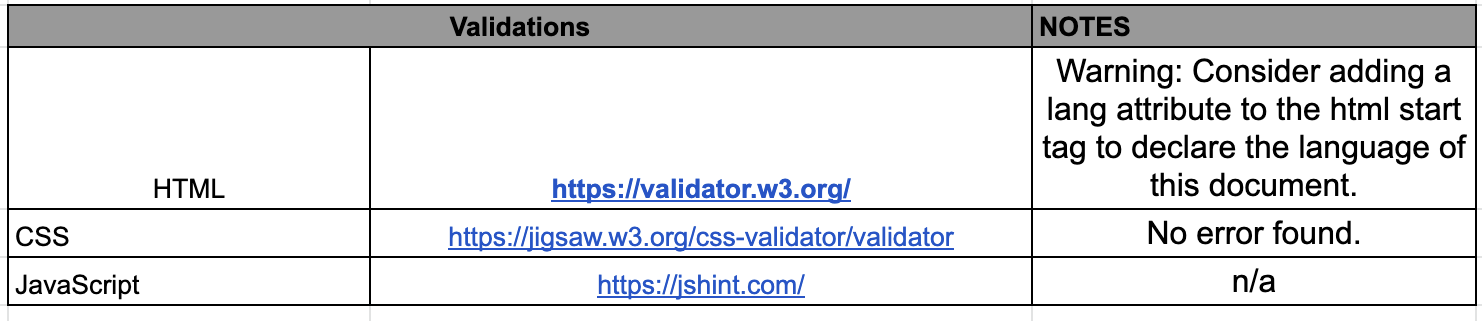 Validations NOTES
Warning: Consider adding a
lang attribute to the html start
tag to declare the language of
HTML https://validator.w3.org/ this document.
CSS https://jigsaw.w3.org/css-validator/validator No error found.
JavaScript https://jshint.com/ n/a